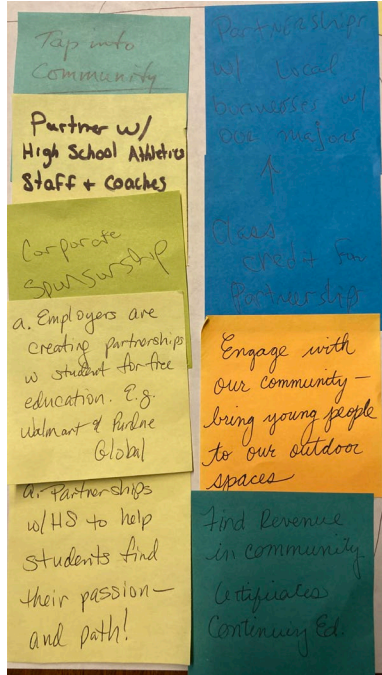 Tap into
Community
Partner w/
High School Athletics
Staff + Coaches
Corporate
Sponsorship
a. Employers are
creating partnerships
w student for free
education. E.g.
Walmart & Purdue
Global
a. Partnerships
w/HS to help
students find
their passion—
and path!
Partnerships
w/ Local
businesses w/
our majors
↑
Class
credit for
Partnership
Engage with
our community—
bring young people
to our outdoor
spaces
Find Revenue
in community
Certificates
Continuing Ed.